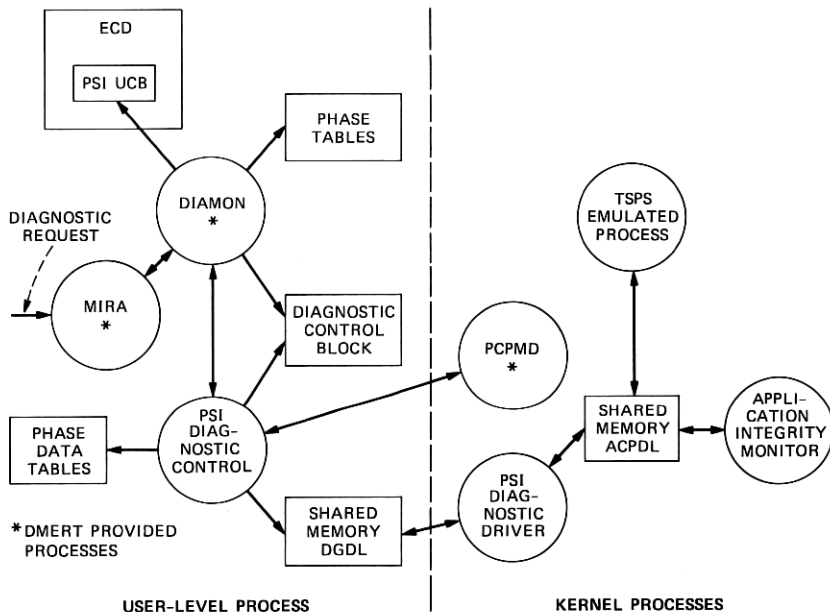 ECD
PSI UCB
PHASE
TABLES
DIAMON
*
DIAGNOSTIC
REQUEST
MIRA
*
DIAGNOSTIC
CONTROL
BLOCK
PSI
DIAG-
NOSTIC
CONTROL
PHASE
DATA
TABLES
SHARED
MEMORY
DGDL
*DMERT PROVIDED
PROCESSES
USER-LEVEL PROCESS
TSPS
EMULATED
PROCESS
PCPMD
*
SHARED
MEMORY
ACPDL
APPLI-
CATION
INTEGRITY
MONITOR
PSI
DIAG-
NOSTIC
DRIVER
KERNEL PROCESSES